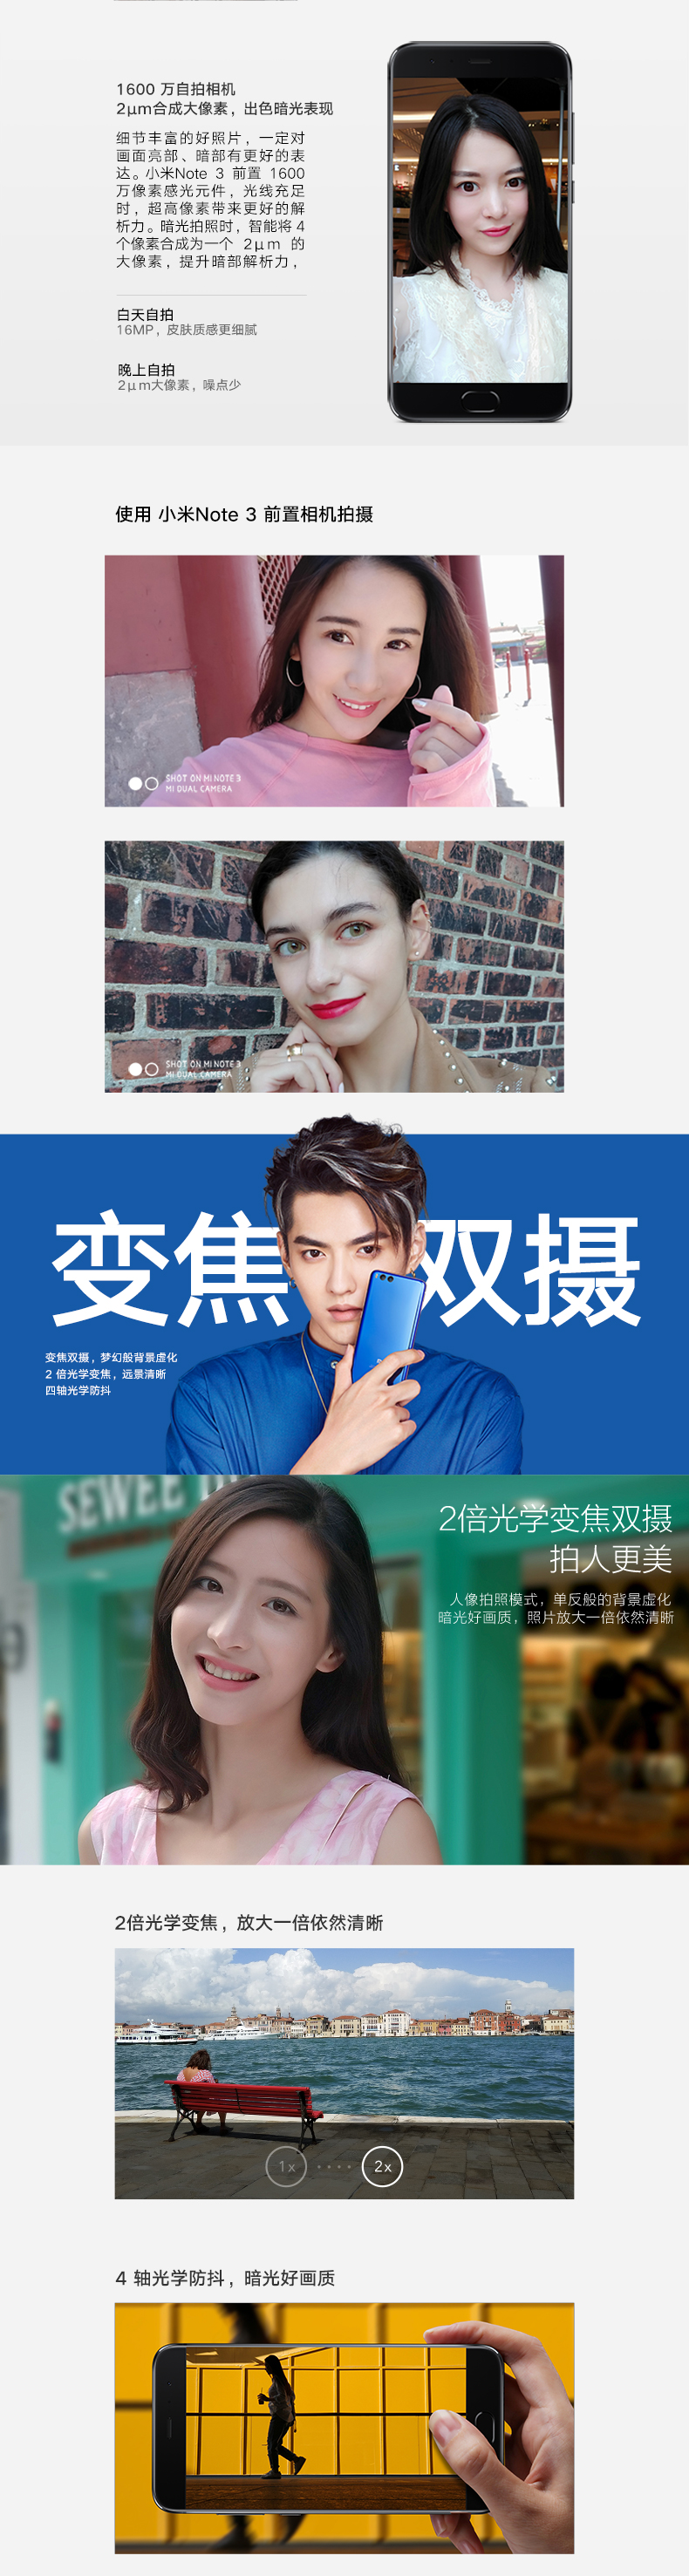 1600 万自拍相机
2μm合成大像素，出色暗光表现
细节丰富的好照片，一定对
画面亮部、暗部有更好的表
达。小米Note 3 前置 1600
万像素感光元件，光线充足
时，超高像素带来更好的解
析力。暗光拍照时，智能将 4
个像素合成为一个 2μm 的
大像素，提升暗部解析力，
白天自拍
16MP，皮肤质感更细腻
晚上自拍
2μm大像素，噪点少
使用 小米Note 3 前置相机拍摄
SHOT ON MI NOTE 3
MI DUAL CAMERA
SHOT ON MI NOTE 3
MI DUAL CAMERA
变焦双摄
变焦双摄，梦幻般背景虚化
2 倍光学变焦，远景清晰
四轴光学防抖
SEWEE
2倍光学变焦双摄
拍人更美
人像拍照模式，单反般的背景虚化
暗光好画质，照片放大一倍依然清晰
2倍光学变焦，放大一倍依然清晰
1x 2x
4 轴光学防抖，暗光好画质